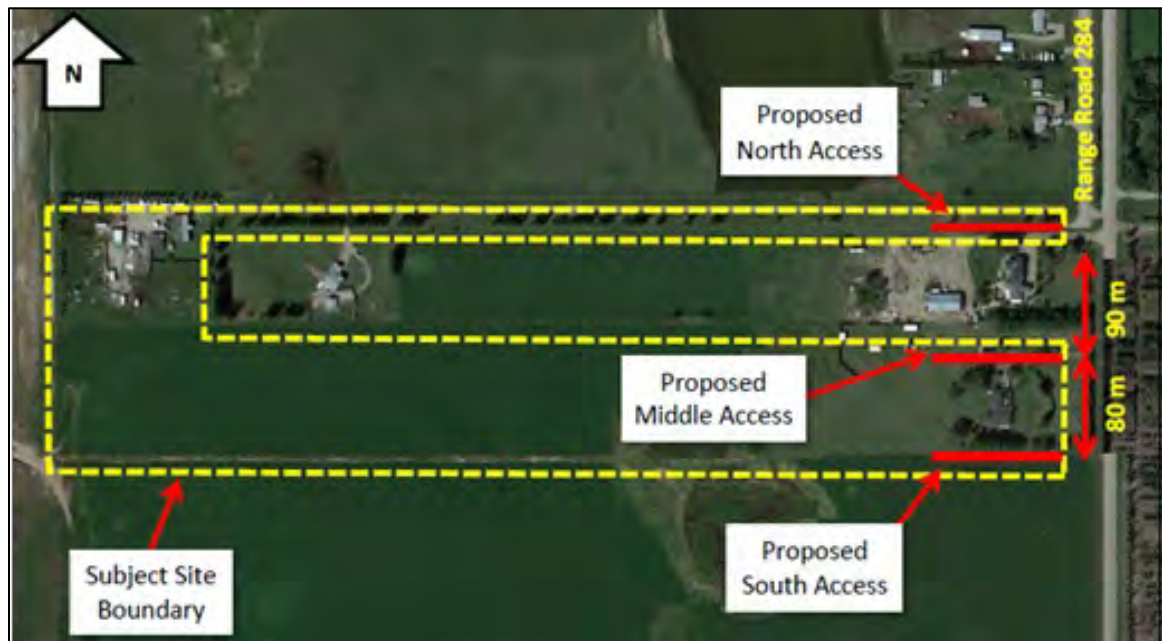 N
Range Road 284
Proposed
North Access
90 m
Proposed
Middle Access
80 m
Subject Site
Boundary
Proposed
South Access